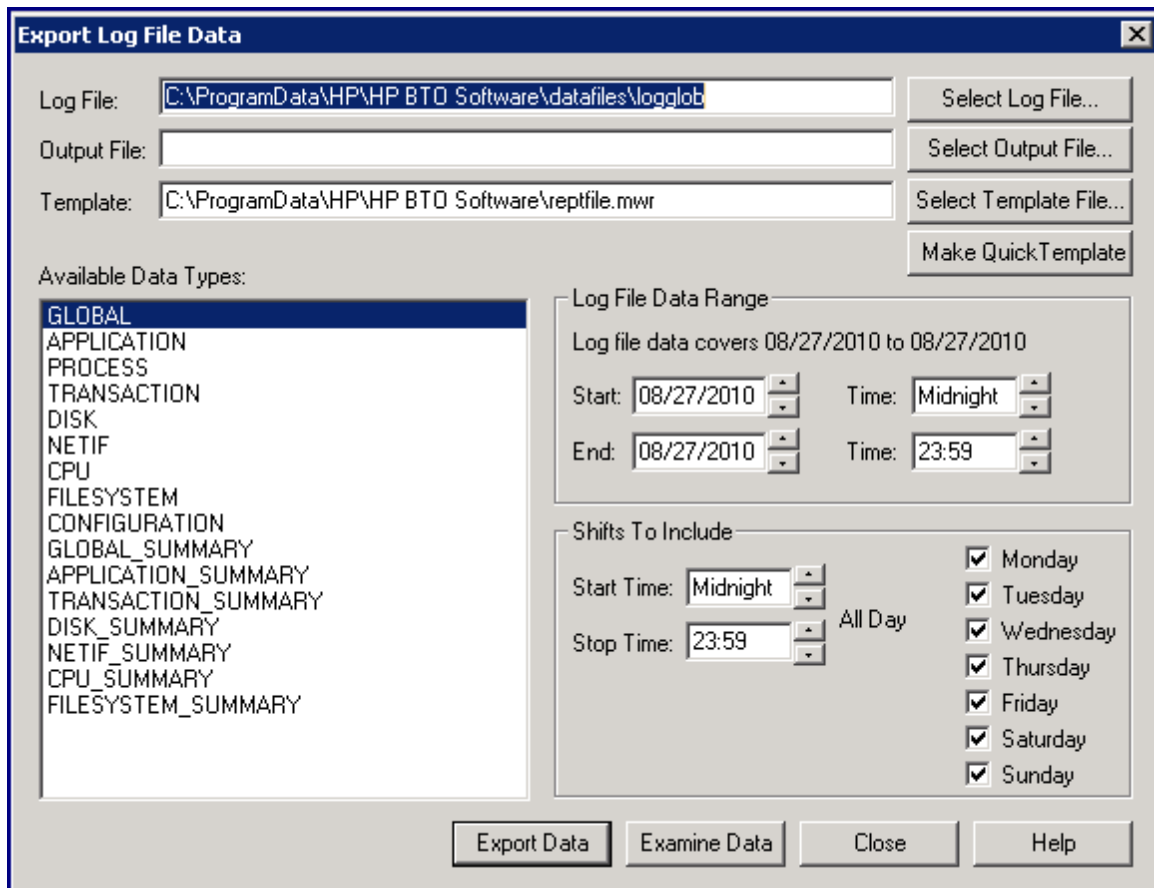 Export Log File Data
Log File: C:\ProgramData\HP\HP BTO Software\datafiles\logglob Select Log File...
Output File: Select Output File...
Template: C:\ProgramData\HP\HP BTO Software\reptfile.mwr Select Template File...
Make QuickTemplate
Available Data Types:
GLOBAL
APPLICATION
PROCESS
TRANSACTION
DISK
NETIF
CPU
FILESYSTEM
CONFIGURATION
GLOBAL_SUMMARY
APPLICATION_SUMMARY
TRANSACTION_SUMMARY
DISK_SUMMARY
NETIF_SUMMARY
CPU_SUMMARY
FILESYSTEM_SUMMARY
Log File Data Range
Log file data covers 08/27/2010 to 08/27/2010
Start: 08/27/2010 Time: Midnight
End: 08/27/2010 Time: 23:59
Shifts To Include
Start Time: Midnight
Stop Time: 23:59
All Day
Monday
Tuesday
Wednesday
Thursday
Friday
Saturday
Sunday
Export Data Examine Data Close Help